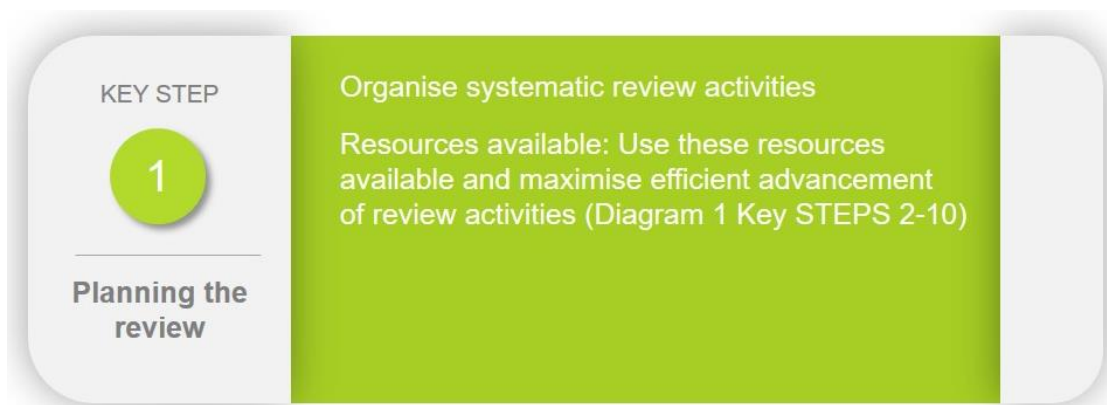 KEY STEP
1
Planning the
review
Organise systematic review activities
Resources available: Use these resources
available and maximise efficient advancement
of review activities (Diagram 1 Key STEPS 2-10)